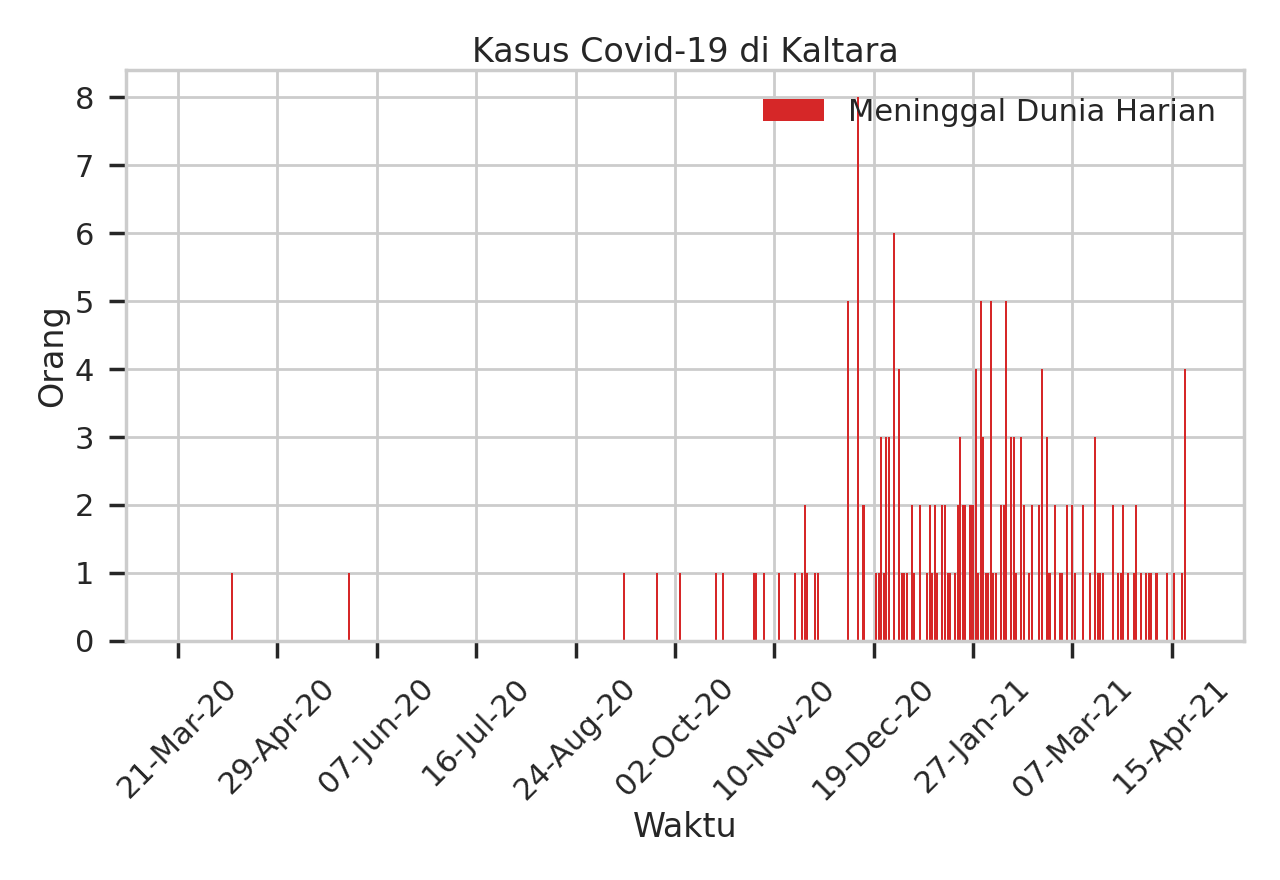 Kasus Covid-19 di Kaltara
Meninggal Dunia Harian
8
7
6
5
4
3
2
1
0
Orang
21-Mar-20
29-Apr-20
07-Jun-20
16-Jul-20
24-Aug-20
02-Oct-20
10-Nov-20
19-Dec-20
27-Jan-21
07-Mar-21
15-Apr-21
Waktu